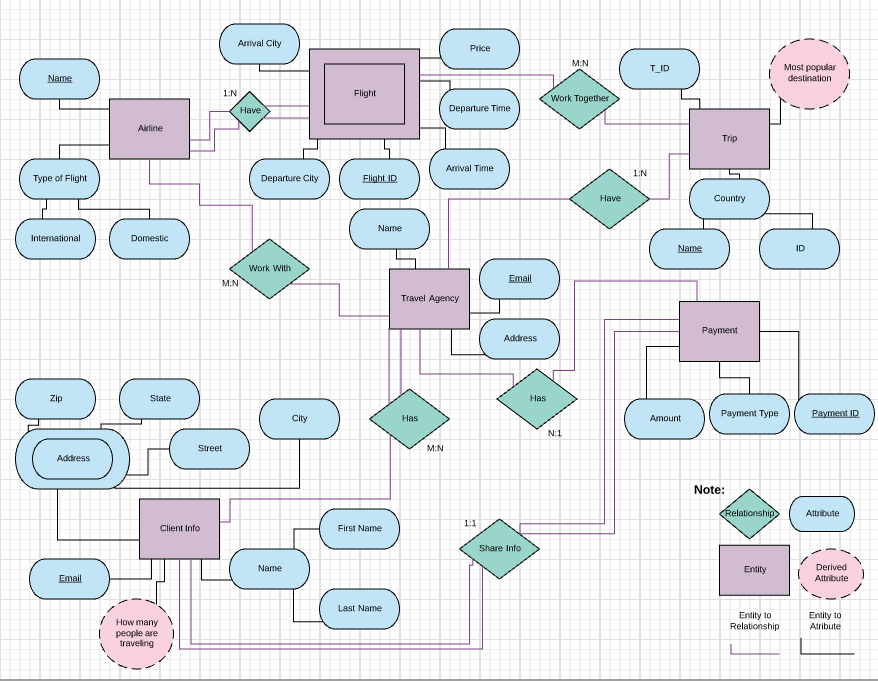 Arrival City
Price
M:N
T_ID
Most popular
destination
Name
1:N
Have
Flight
Work Together
Departure Time
Airline
Trip
Type of Flight
Departure City
Flight ID
Arrival Time
1:N
Have
Country
International
Domestic
Name
Name
ID
Work With
M:N
Email
Travel Agency
Address
Payment
Zip
State
City
Has
M:N
Has
N:1
Amount
Payment Type
Payment ID
Address
Street
Note:
Relationship
Attribute
Client Info
First Name
1:1
Share Info
Name
Email
Entity
Derived
Attribute
Last Name
How many
people are
traveling
Entity to
Relationship
Entity to
Atribute